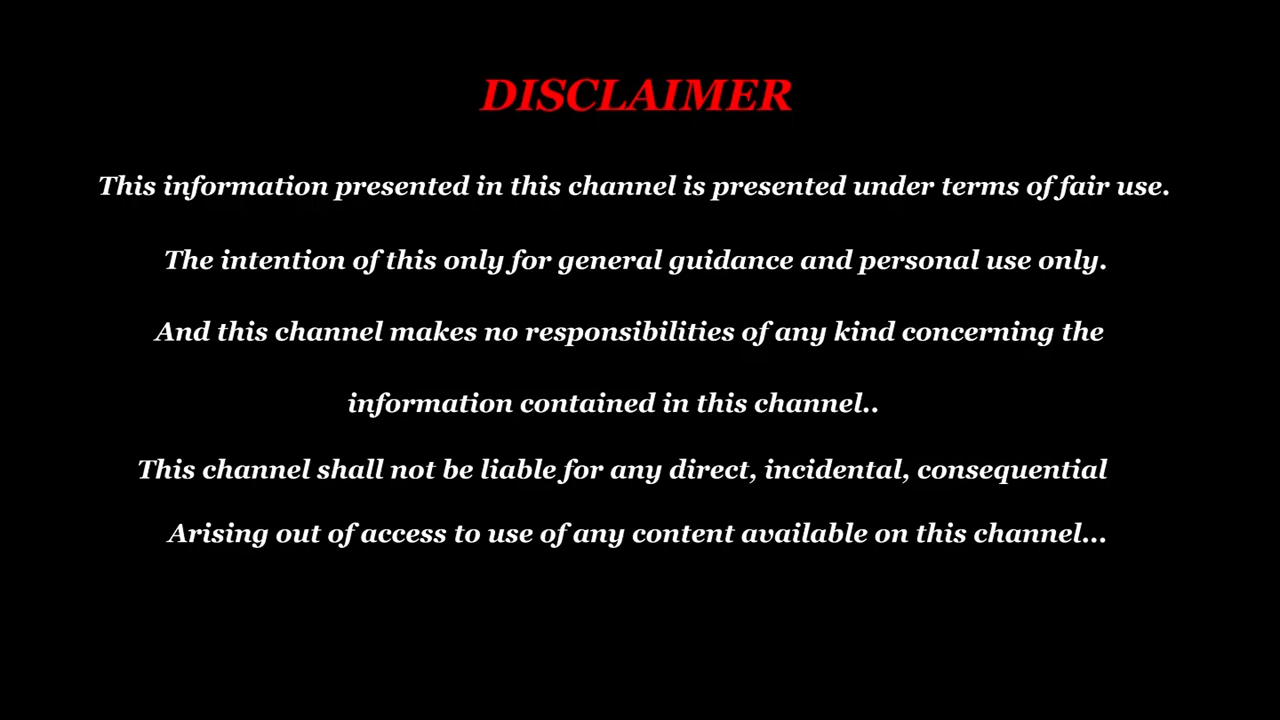 DISCLAIMER
This information presented in this channel is presented under terms of fair use.
The intention of this only for general guidance and personal use only.
And this channel makes no responsibilities of any kind concerning the
information contained in this channel..
This channel shall not be liable for any direct, incidental, consequential
Arising out of access to use of any content available on this channel...